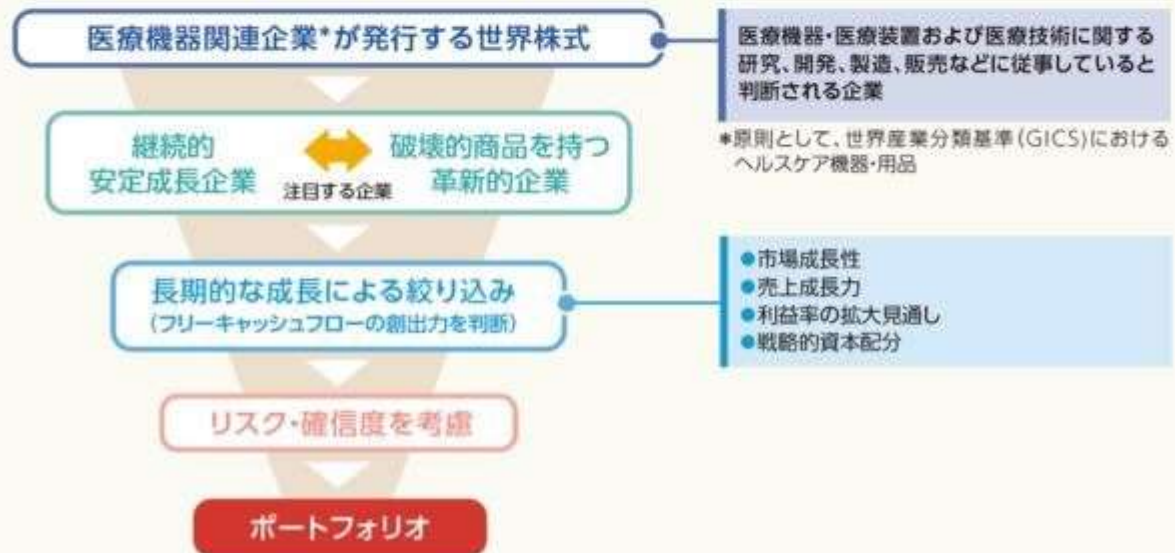 医療機器関連企業*が発行する世界株式
医療機器・医療装置および医療技術に関する
研究、開発、製造、販売などに従事していると
判断される企業
*原則として、世界産業分類基準(GICS)における
ヘルスケア機器・用品
継続的
安定成長企業
注目する企業
破壊的商品を持つ
革新的企業
長期的な成長による絞り込み
(フリーキャッシュフローの創出力を判断)
●市場成長性
●売上成長力
●利益率の拡大見通し
●戦略的資本配分
リスク・確信度を考慮
ポートフォリオ